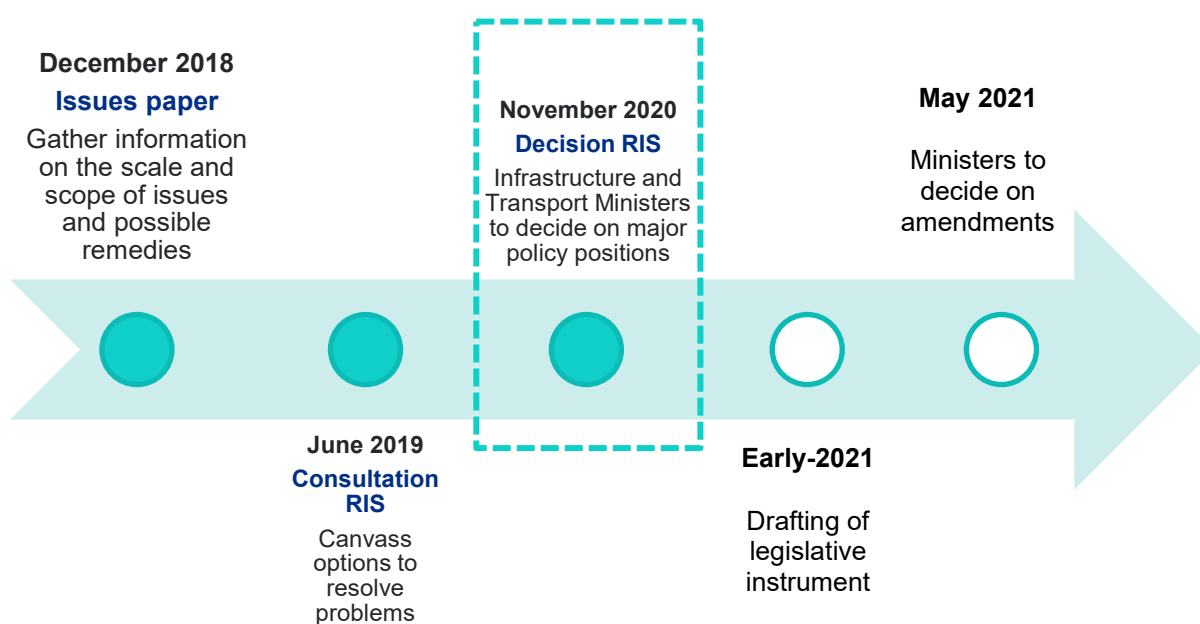 December 2018
Issues paper
Gather information
on the scale and
scope of issues
and possible
remedies
June 2019
Consultation
RIS
Canvass
options to
resolve
problems
November 2020
Decision RIS
Infrastructure and
Transport Ministers
to decide on major
policy positions
Early-2021
Drafting of
legislative
instrument
May 2021
Ministers to
decide on
amendments